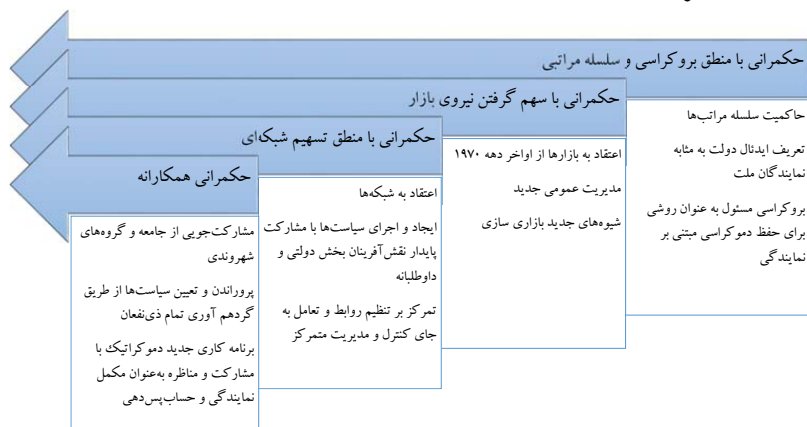 حکمرانی با منطق بروکراسی و سلسله مراتبی
حاکمیت سلسله مراتب‌ها
تعریف ایدئال دولت به مثابه
نمایندگان ملت
بروکراسی مسئول به عنوان روشی
برای حفظ دموکراسی مبتنی بر
نمایندگی
حکمرانی با سهم گرفتن نیروی بازار
اعتقاد به بازارها از اواخر دهه ۱۹۷۰
مدیریت عمومی جدید
شیوه‌های جدید بازاری سازی
حکمرانی با منطق تسهیم شبکه‌ای
اعتقاد به شبکه‌ها
ایجاد و اجرای سیاست‌ها با مشارکت
پایدار نقش‌آفرینان بخش دولتی و
داوطلبانه
تمرکز بر تنظیم روابط و تعامل به
جای کنترل و مدیریت متمرکز
حکمرانی همکارانه
مشارکت‌جویی از جامعه و گروه‌های
شهروندی
پروراندن و تعیین سیاست‌ها از طریق
گردهم آوری تمام ذی‌نفعان
برنامه کاری جدید دموکراتیک با
مشارکت و مناظره به‌عنوان مکمل
نمایندگی و حساب‌پس‌دهی